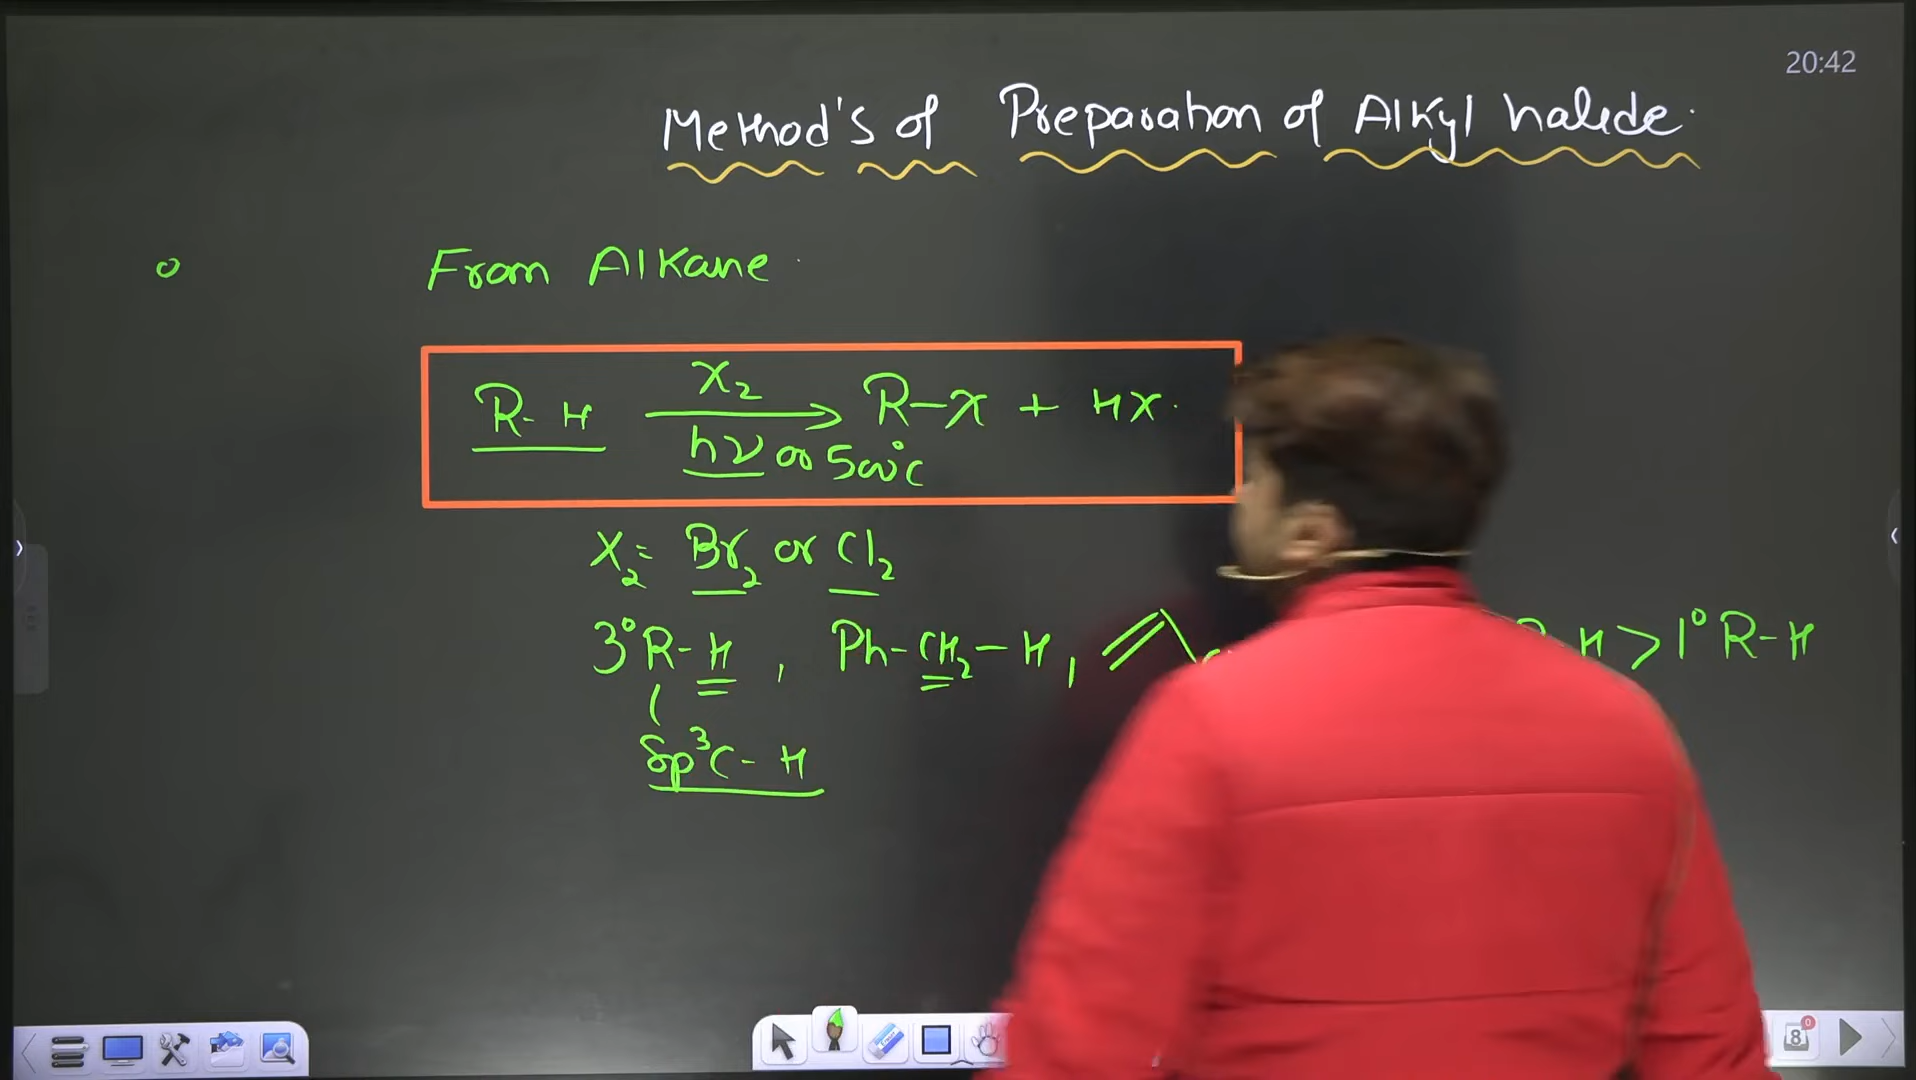 20:42
Method's of Preparation of Alkyl halide.
From Alkane
R-H X2 hν or 500°C → R-X + HX.
X2 = Br2 or Cl2
3° R-H , Ph-CH2-H , -H > 1° R-H
Sp³C-H